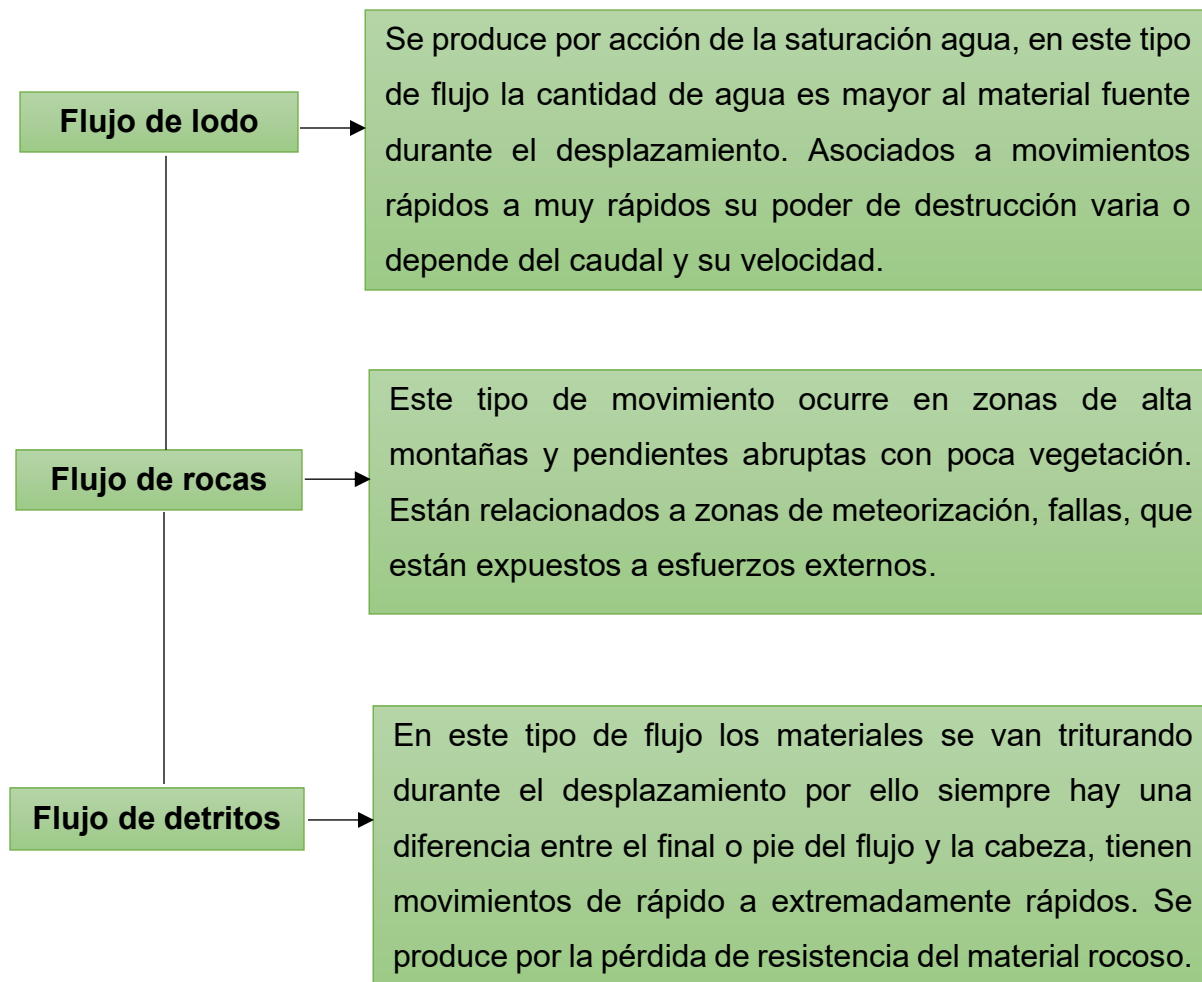 Flujo de lodo
Se produce por acción de la saturación agua, en este tipo
de flujo la cantidad de agua es mayor al material fuente
durante el desplazamiento. Asociados a movimientos
rápidos a muy rápidos su poder de destrucción varia o
depende del caudal y su velocidad.
Flujo de rocas
Este tipo de movimiento ocurre en zonas de alta
montañas y pendientes abruptas con poca vegetación.
Están relacionados a zonas de meteorización, fallas, que
están expuestos a esfuerzos externos.
Flujo de detritos
En este tipo de flujo los materiales se van triturando
durante el desplazamiento por ello siempre hay una
diferencia entre el final o pie del flujo y la cabeza, tienen
movimientos de rápido a extremadamente rápidos. Se
produce por la pérdida de resistencia del material rocoso.